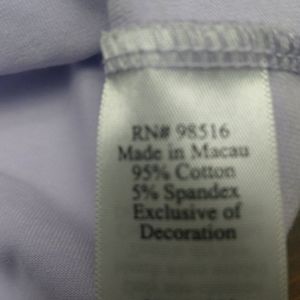 RN# 98516
Made in Macau
95% Cotton
5% Spandex
Exclusive of
Decoration